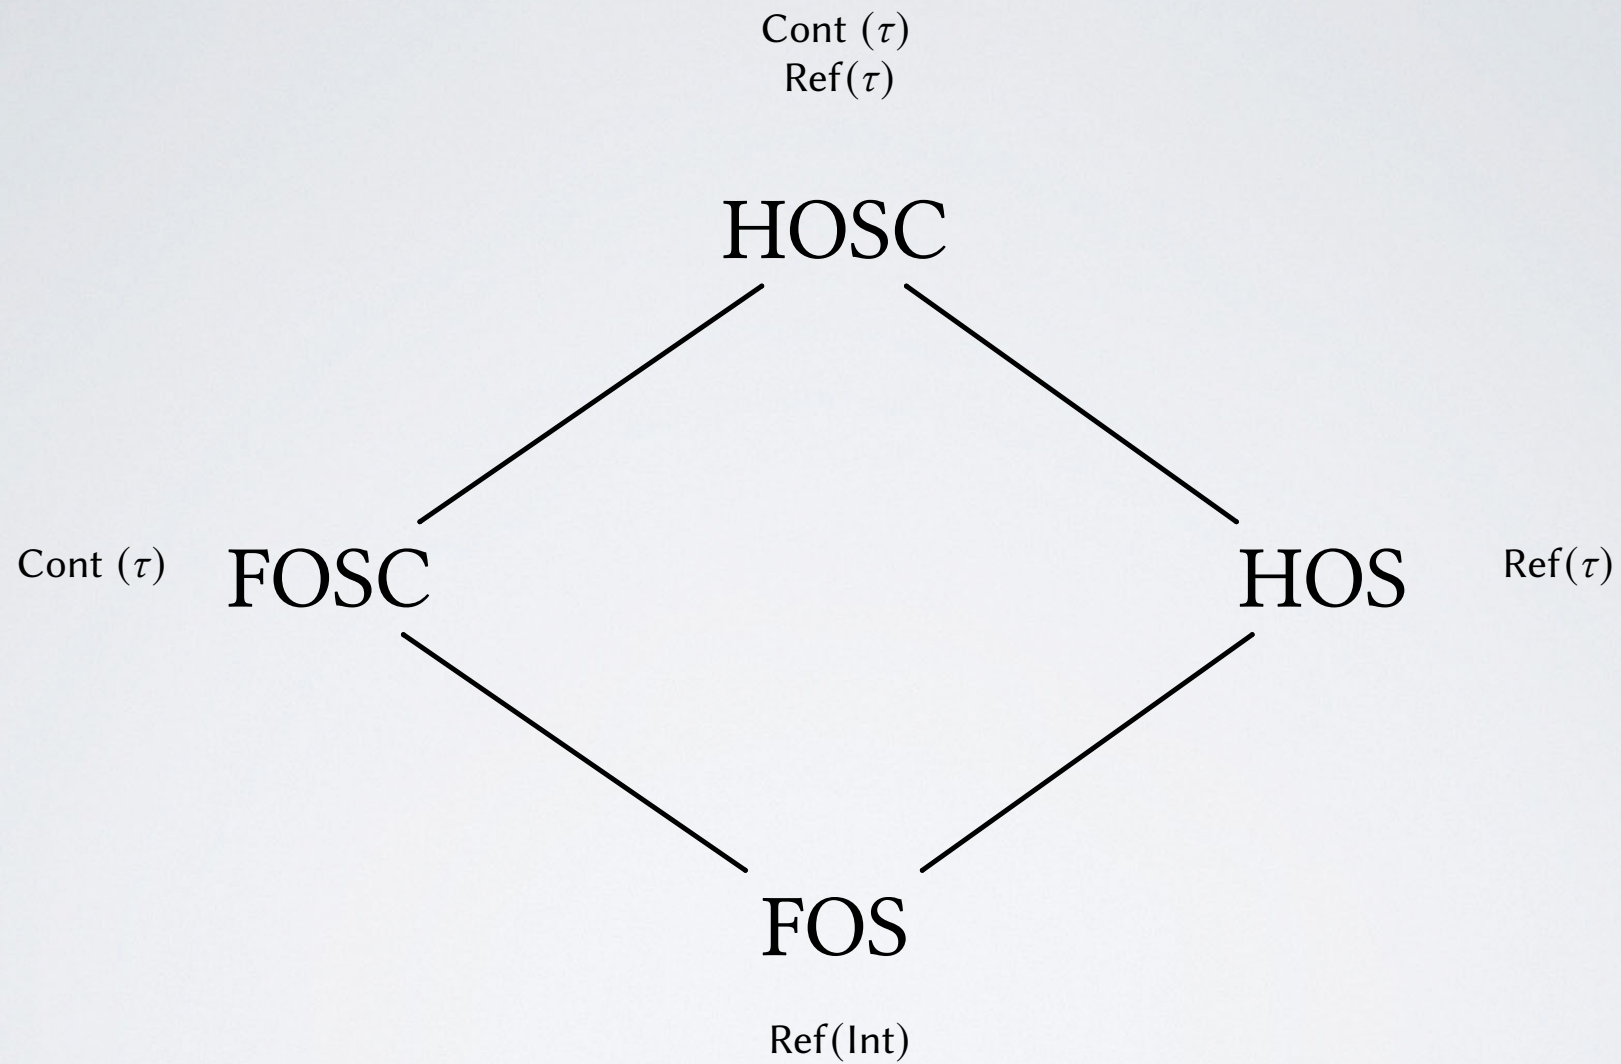 Cont (τ)
Ref(τ)
HOSC
Cont (τ)
FOSC
HOS
Ref(τ)
FOS
Ref(Int)